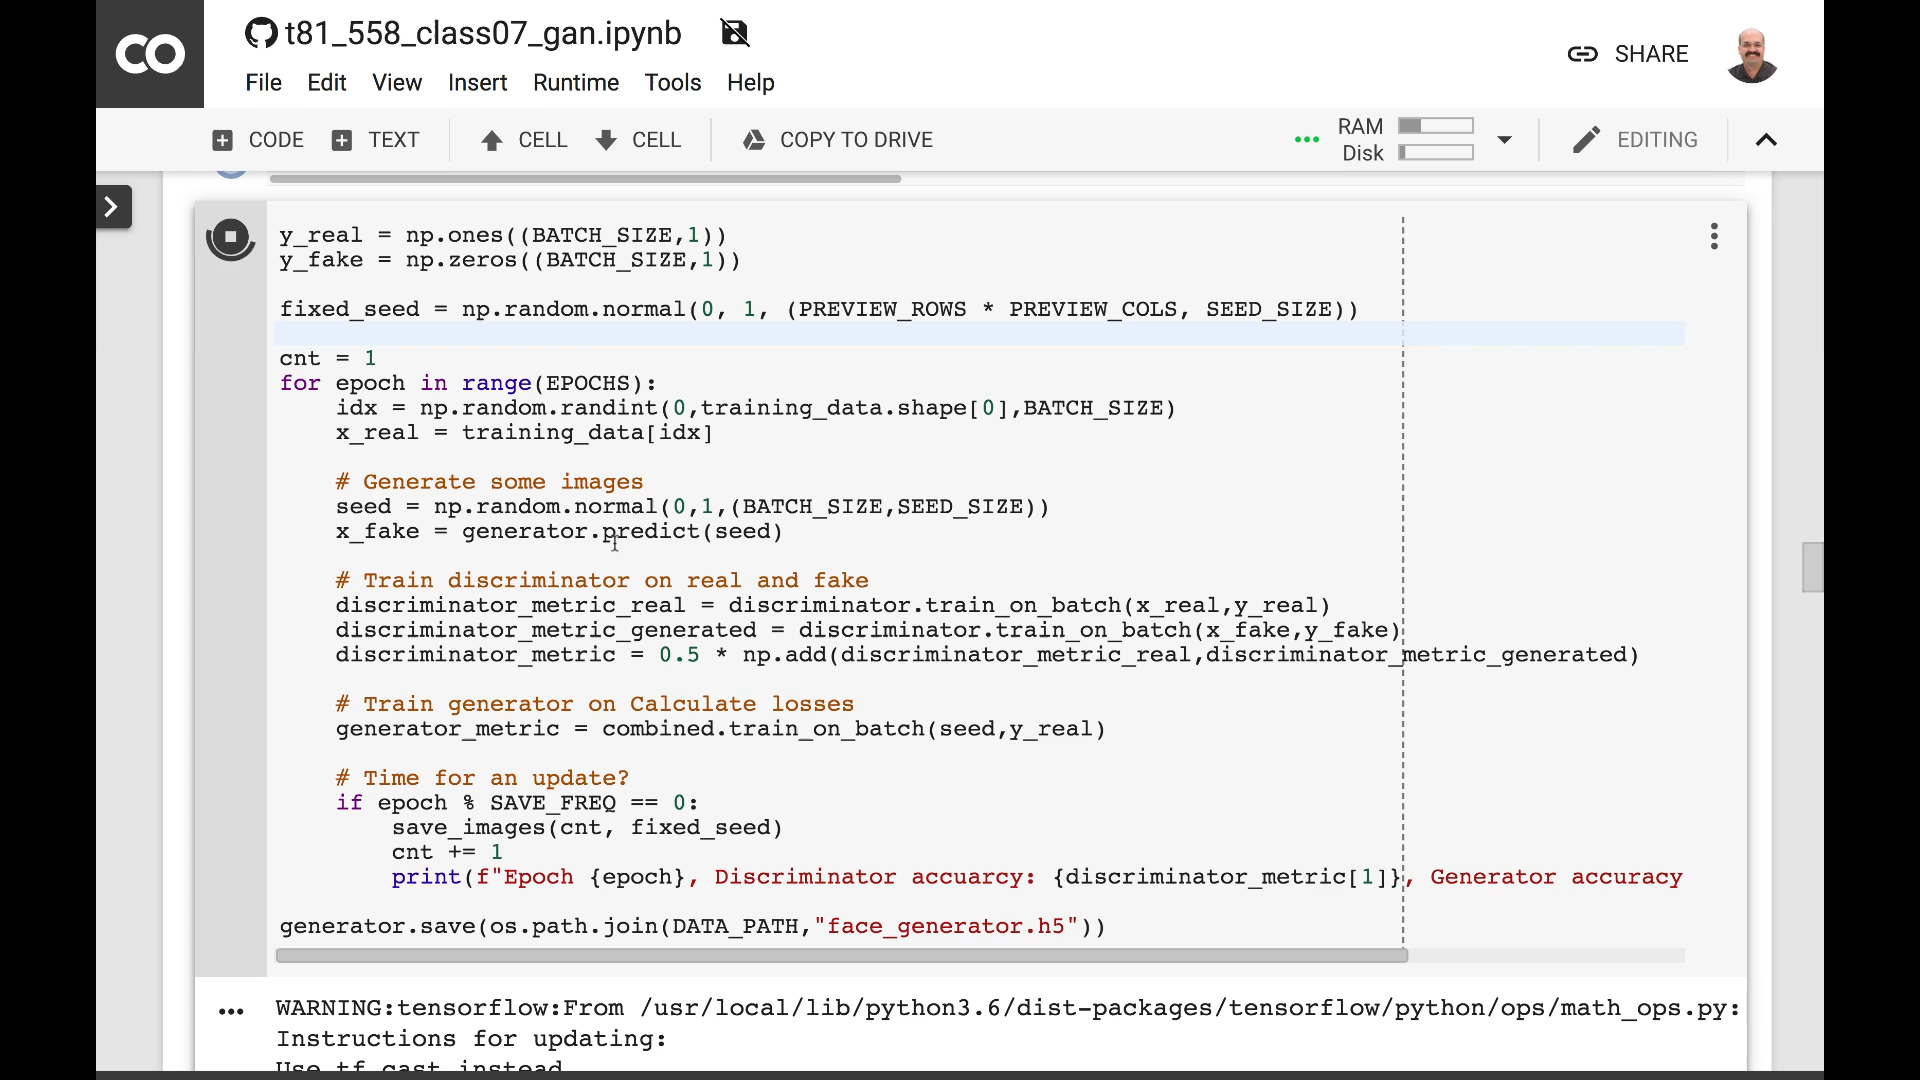 CO
t81_558_class07_gan.ipynb
File Edit View Insert Runtime Tools Help
SHARE
CODE TEXT CELL CELL COPY TO DRIVE
RAM
Disk
EDITING
y_real = np.ones((BATCH_SIZE,1))
y_fake = np.zeros((BATCH_SIZE,1))
fixed_seed = np.random.normal(0, 1, (PREVIEW_ROWS * PREVIEW_COLS, SEED_SIZE))
cnt = 1
for epoch in range(EPOCHS):
    idx = np.random.randint(0,training_data.shape[0],BATCH_SIZE)
    x_real = training_data[idx]
    # Generate some images
    seed = np.random.normal(0,1,(BATCH_SIZE,SEED_SIZE))
    x_fake = generator.predict(seed)
    # Train discriminator on real and fake
    discriminator_metric_real = discriminator.train_on_batch(x_real,y_real)
    discriminator_metric_generated = discriminator.train_on_batch(x_fake,y_fake)
    discriminator_metric = 0.5 * np.add(discriminator_metric_real,discriminator_metric_generated)
    # Train generator on Calculate losses
    generator_metric = combined.train_on_batch(seed,y_real)
    # Time for an update?
    if epoch % SAVE_FREQ == 0:
        save_images(cnt, fixed_seed)
        cnt += 1
        print(f"Epoch {epoch}, Discriminator accuarcy: {discriminator_metric[1]}, Generator accuracy
generator.save(os.path.join(DATA_PATH,"face_generator.h5"))
WARNING:tensorflow:From /usr/local/lib/python3.6/dist-packages/tensorflow/python/ops/math_ops.py:
Instructions for updating:
Use tf.cast instead.